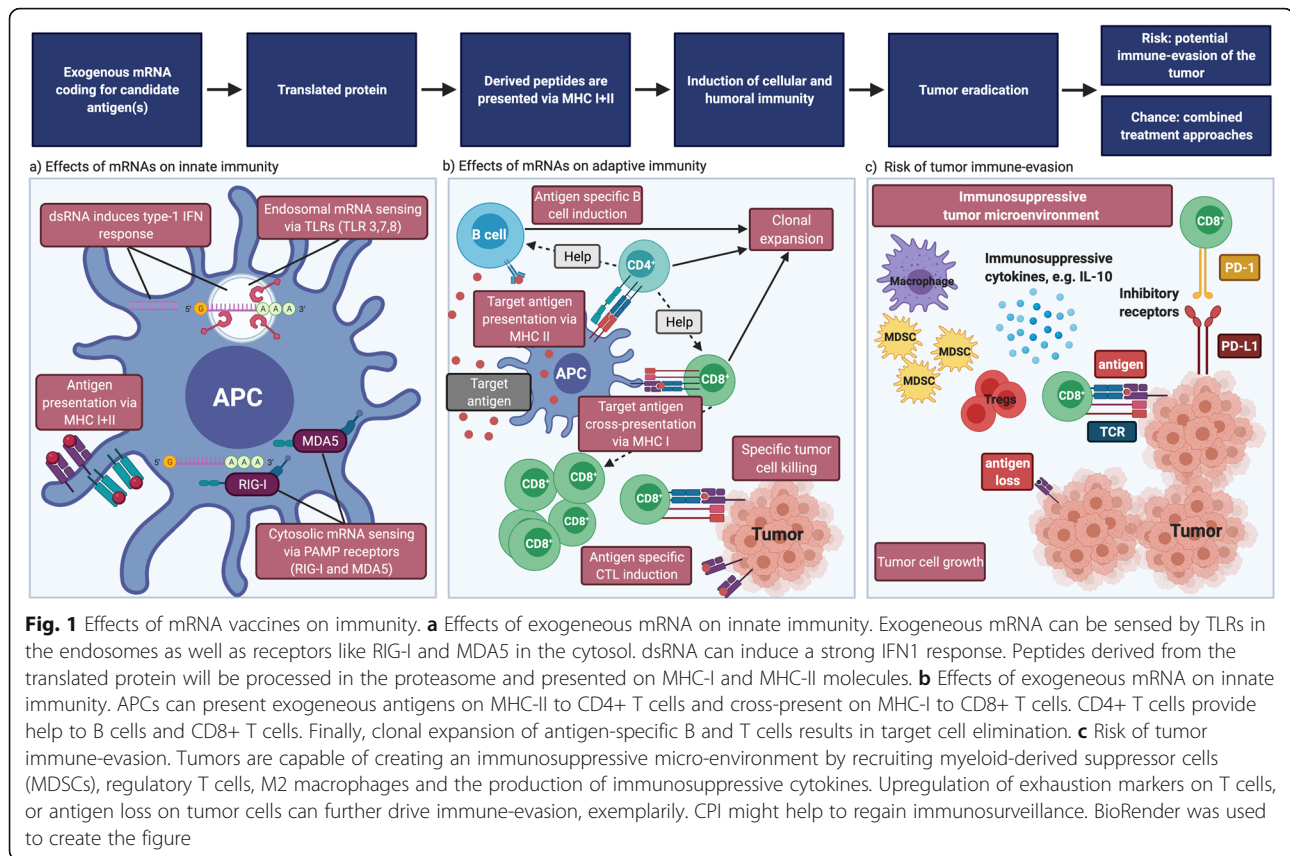 Exogenous mRNA
coding for candidate
antigen(s)
Translated protein
Derived peptides are
presented via MHC I+II
Induction of cellular and
humoral immunity
Tumor eradication
Risk: potential
immune-evasion of the
tumor
Chance: combined
treatment approaches
a) Effects of mRNAs on innate immunity
dsRNA induces type-1 IFN
response
Endosomal mRNA sensing
via TLRs (TLR 3,7,8)
5' G A A A 3'
APC
Antigen
presentation via
MHC I+II
MDA5
5' G A A A 3'
RIG-I
Cytosolic mRNA sensing
via PAMP receptors
(RIG-I and MDA5)
b) Effects of mRNAs on adaptive immunity
Antigen specific B
cell induction
Clonal
expansion
B cell
Help
CD4+
Target antigen
presentation via
MHC II
Help
APC
CD8+
Target
antigen
Target antigen
cross-presentation
via MHC I
Specific tumor
cell killing
CD8+
CD8+
CD8+
CD8+
CD8+
Tumor
Antigen specific
CTL induction
c) Risk of tumor immune-evasion
Immunosuppressive
tumor microenvironment
CD8+
Macrophage
Immunosuppressive
cytokines, e.g. IL-10
PD-1
Inhibitory
receptors
MDSC
MDSC
MDSC
PD-L1
antigen
Tregs
CD8+
TCR
antigen
loss
Tumor
Tumor cell growth
Fig. 1 Effects of mRNA vaccines on immunity. a Effects of exogeneous mRNA on innate immunity. Exogeneous mRNA can be sensed by TLRs in
the endosomes as well as receptors like RIG-I and MDA5 in the cytosol. dsRNA can induce a strong IFN1 response. Peptides derived from the
translated protein will be processed in the proteasome and presented on MHC-I and MHC-II molecules. b Effects of exogeneous mRNA on innate
immunity. APCs can present exogeneous antigens on MHC-II to CD4+ T cells and cross-present on MHC-I to CD8+ T cells. CD4+ T cells provide
help to B cells and CD8+ T cells. Finally, clonal expansion of antigen-specific B and T cells results in target cell elimination. c Risk of tumor
immune-evasion. Tumors are capable of creating an immunosuppressive micro-environment by recruiting myeloid-derived suppressor cells
(MDSCs), regulatory T cells, M2 macrophages and the production of immunosuppressive cytokines. Upregulation of exhaustion markers on T cells,
or antigen loss on tumor cells can further drive immune-evasion, exemplarily. CPI might help to regain immunosurveillance. BioRender was used
to create the figure